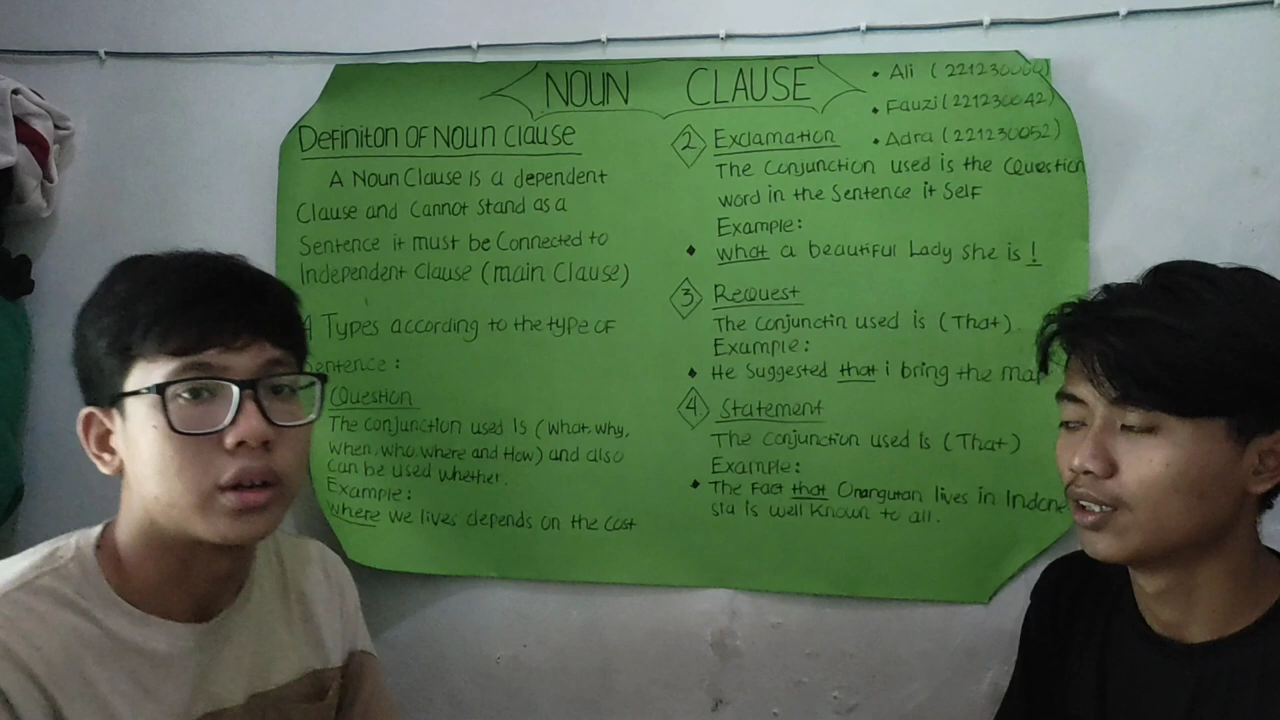 NOUN CLAUSE
• Ali (221230060)
• Fauzi (221230042)
• Adra (221230052)
Definiton OF Noun Clause
A Noun Clause is a dependent
Clause and Cannot Stand as a
Sentence it must be Connected to
Independent Clause (main Clause)
4 Types according to the type of
Sentence :
Question
The conjunction used is (what, why,
when, who, where and How) and also
can be used whether.
Example :
Where we lives depends on the cost
2 Exclamation
The Conjunction used is the Question
word in the Sentence it Self
Example :
• what a beautiful Lady she is !
3 Request
The conjunctin used is (That).
Example :
• He Suggested that i bring the map
4. Statement
The Conjunction used is (That)
Example :
• The Fact that Orangutan lives in Indone
sia is well known to all.